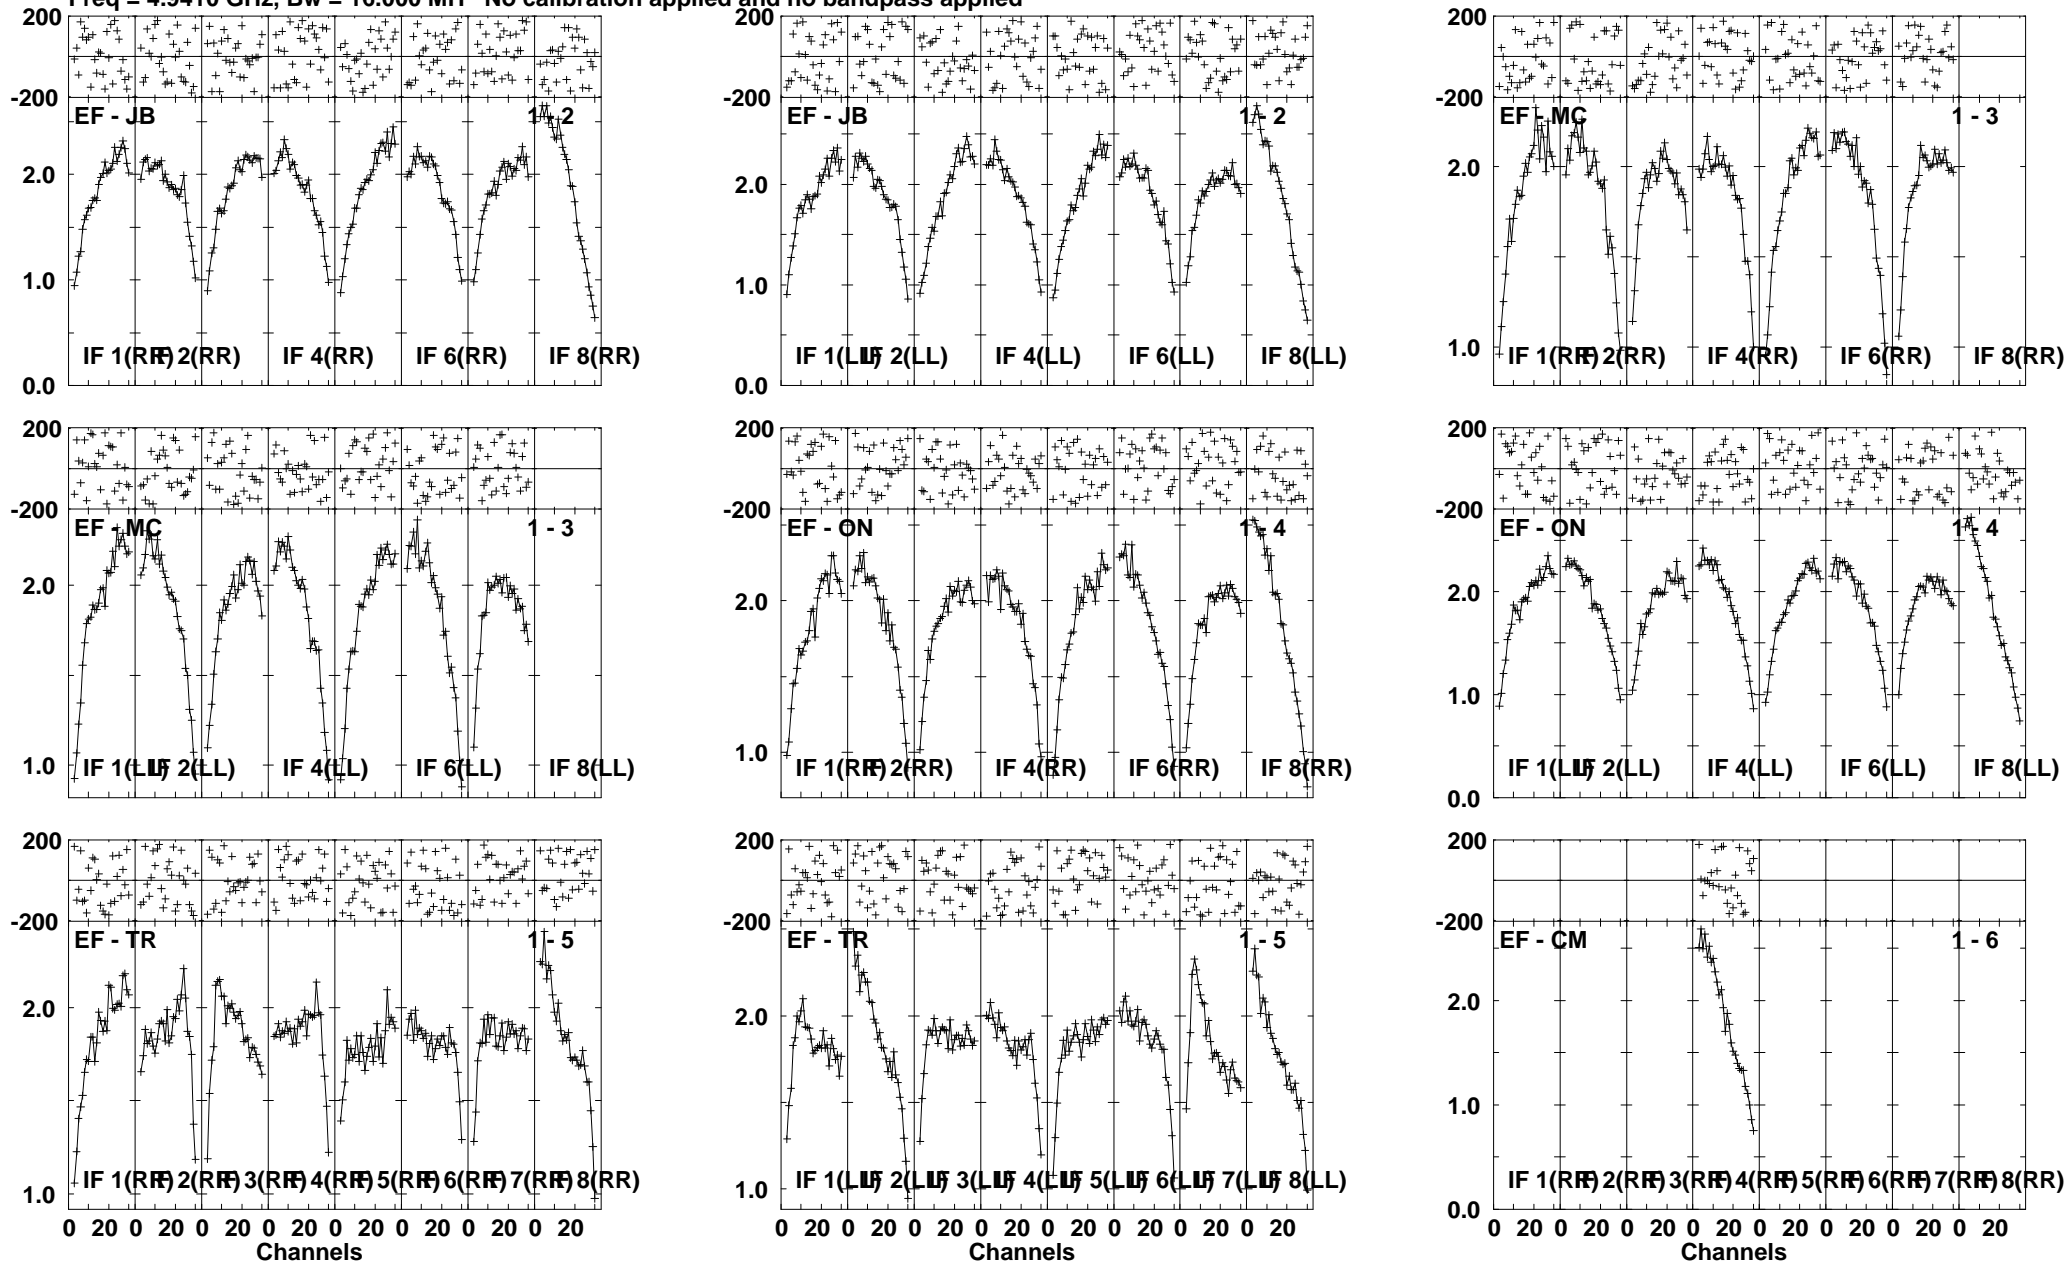 Freq = 4.9416 GHz, Bw = 16.000 MH No calibration applied and no bandpass applied
200
-200
EF - JB
1 - 2
2.0
1.0
0.0
IF 1(RR) IF 2(RR) IF 4(RR) IF 6(RR) IF 8(RR)
200
-200
EF - JB
1 - 2
2.0
1.0
0.0
IF 1(LL) IF 2(LL) IF 4(LL) IF 6(LL) IF 8(LL)
200
-200
EF - MC
1 - 3
2.0
1.0
IF 1(RR) IF 2(RR) IF 4(RR) IF 6(RR) IF 8(RR)
200
-200
EF - MC
1 - 3
2.0
1.0
IF 1(LL) IF 2(LL) IF 4(LL) IF 6(LL) IF 8(LL)
200
-200
EF - ON
1 - 4
2.0
1.0
IF 1(RR) IF 2(RR) IF 4(RR) IF 6(RR) IF 8(RR)
200
-200
EF - ON
1 - 4
2.0
1.0
0.0
IF 1(LL) IF 2(LL) IF 4(LL) IF 6(LL) IF 8(LL)
200
-200
EF - TR
1 - 5
2.0
1.0
IF 1(RR) IF 2(RR) IF 3(RR) IF 4(RR) IF 5(RR) IF 6(RR) IF 7(RR) IF 8(RR)
0 20 0 20 0 20 0 20 0 20 0 20 0 20 0 20
Channels
200
-200
EF - TR
1 - 5
2.0
1.0
IF 1(LL) IF 2(LL) IF 3(LL) IF 4(LL) IF 5(LL) IF 6(LL) IF 7(LL) IF 8(LL)
0 20 0 20 0 20 0 20 0 20 0 20 0 20 0 20
Channels
200
-200
EF - CM
1 - 6
2.0
1.0
0.0
IF 1(RR) IF 2(RR) IF 3(RR) IF 4(RR) IF 5(RR) IF 6(RR) IF 7(RR) IF 8(RR)
0 20 0 20 0 20 0 20 0 20 0 20 0 20 0 20
Channels